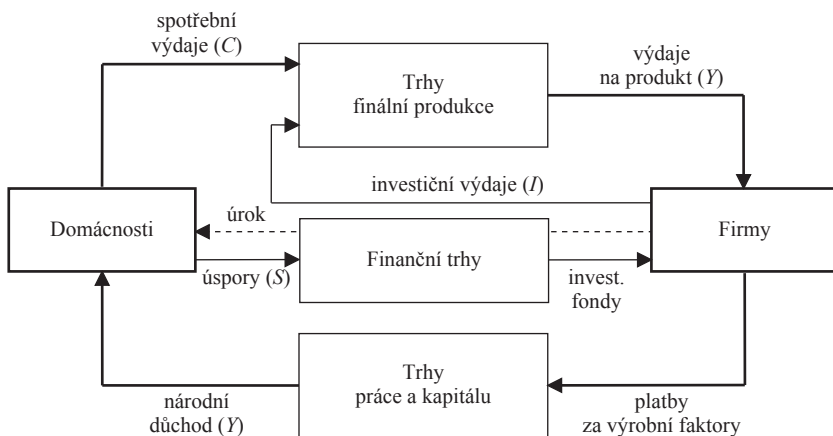 spotřební
výdaje (C)
Trhy
finální produkce
výdaje
na produkt (Y)
investiční výdaje (I)
Domácnosti
úrok
Firmy
úspory (S)
Finanční trhy
invest.
fondy
národní
důchod (Y)
Trhy
práce a kapitálu
platby
za výrobní faktory